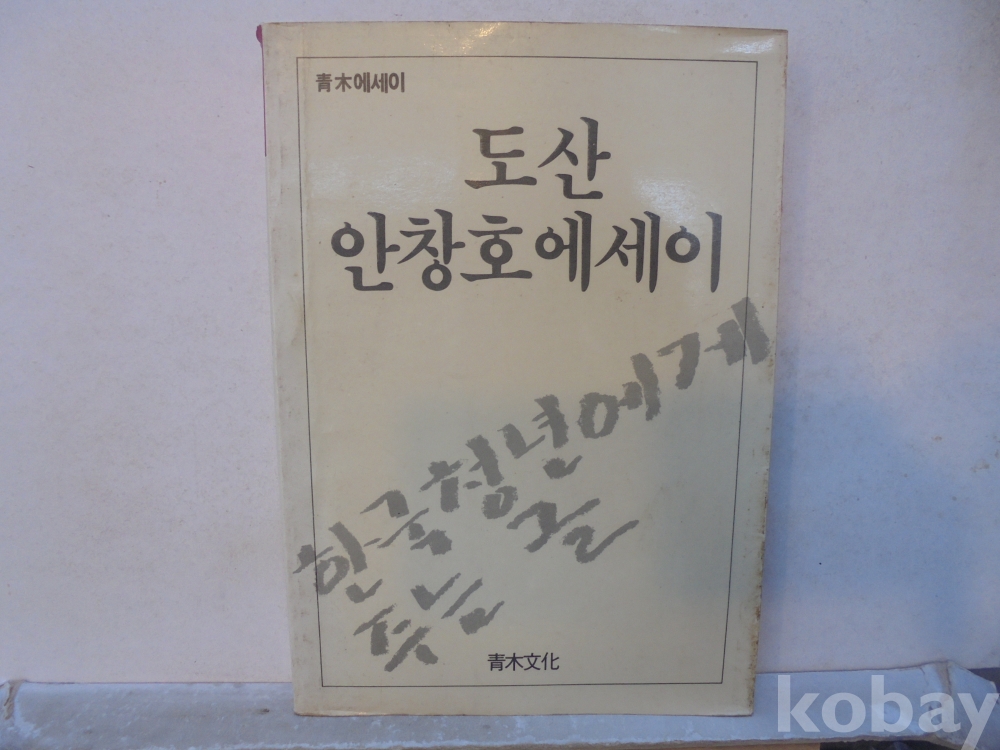 青木에세이
도산
안창호에세이
한국청년에게
주는 글
青木文化
kobay